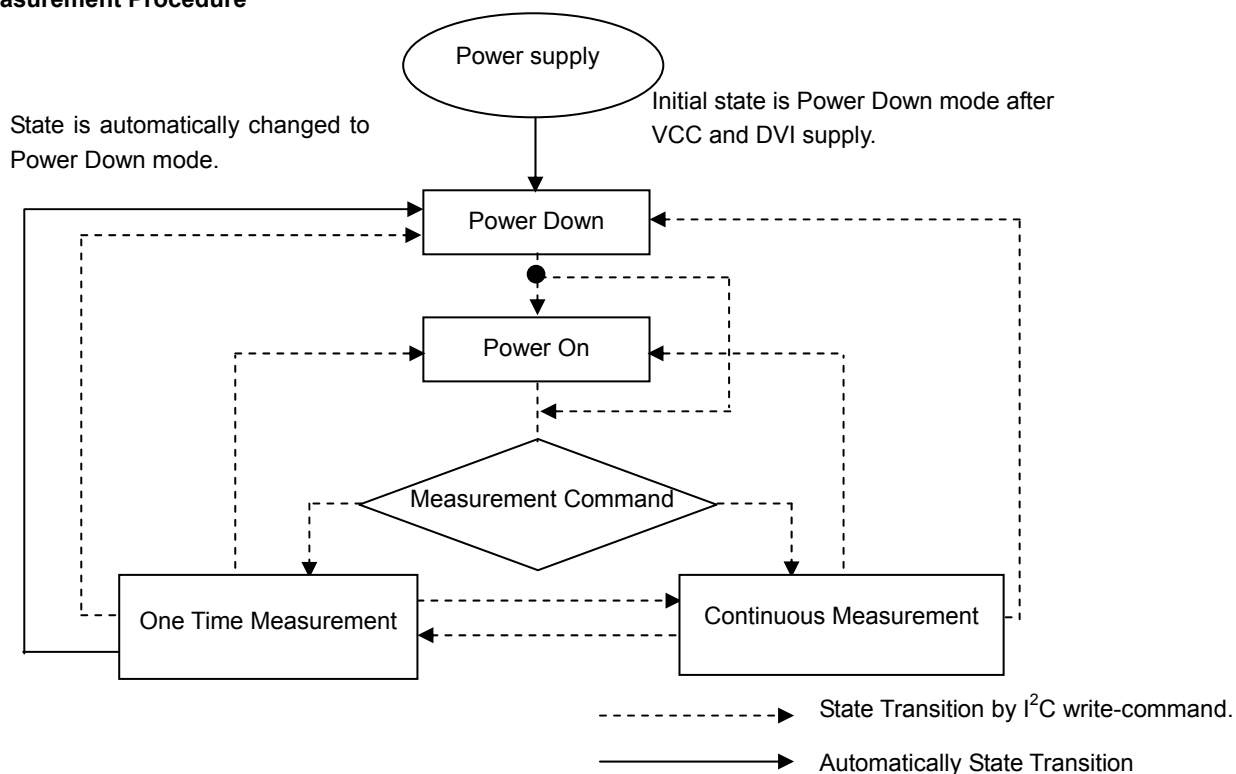 Power supply
Initial state is Power Down mode after
VCC and DVI supply.
State is automatically changed to
Power Down mode.
Power Down
Power On
Measurement Command
One Time Measurement
Continuous Measurement
State Transition by I²C write-command.
Automatically State Transition